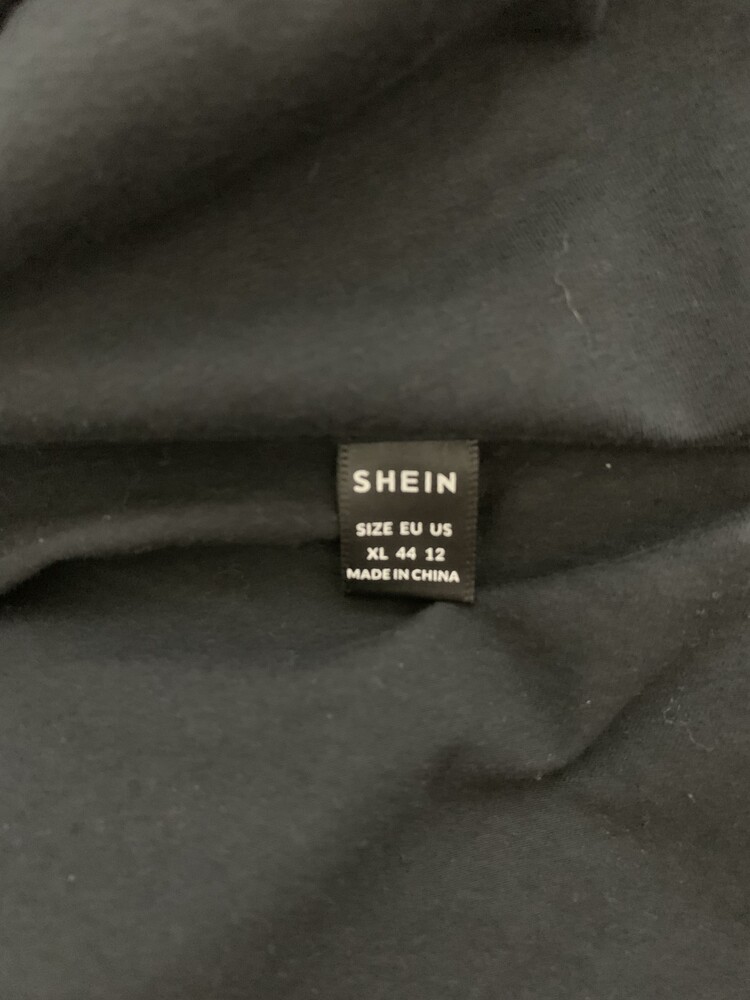 SHEIN
SIZE EU US
XL 44 12
MADE IN CHINA